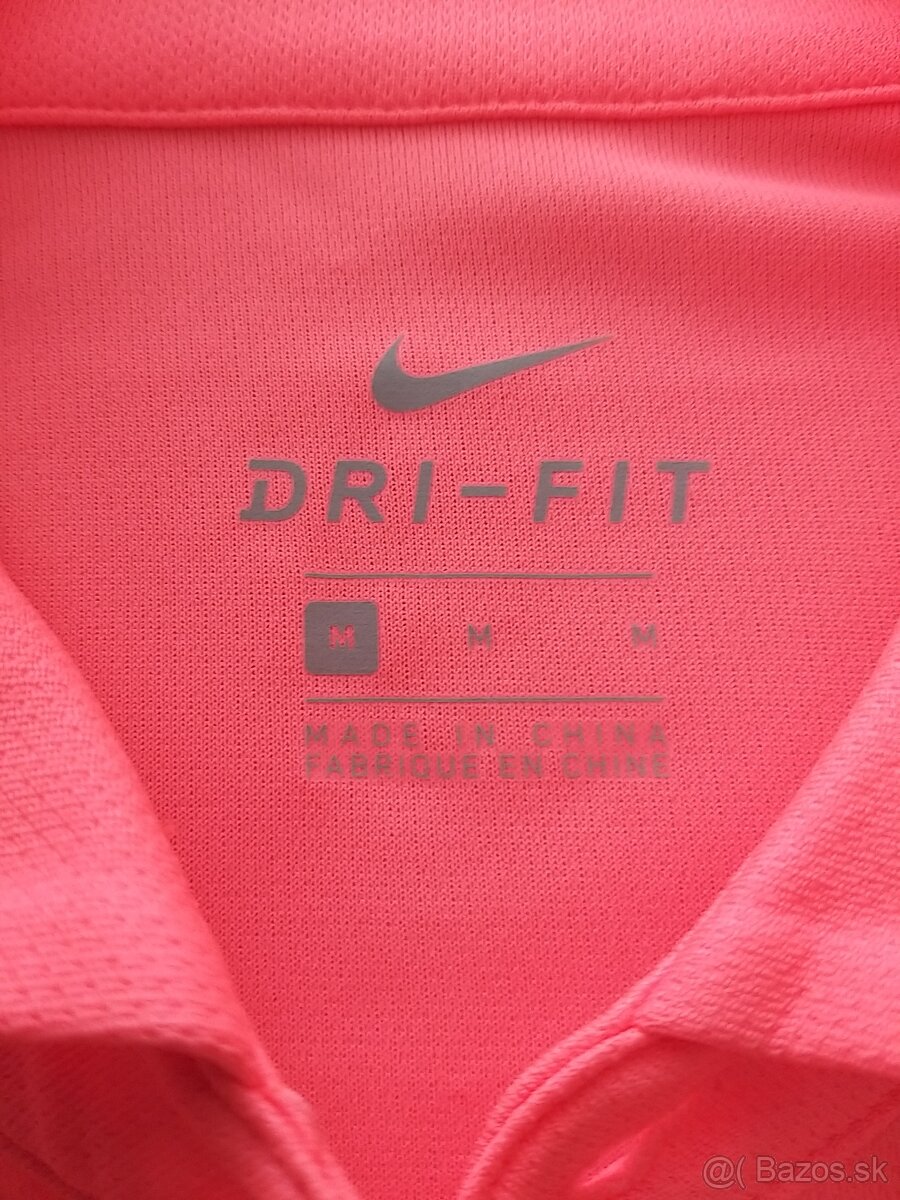 DRI-FIT
M M M
MADE IN CHINA
FABRIQUE EN CHINE
@( Bazos.sk